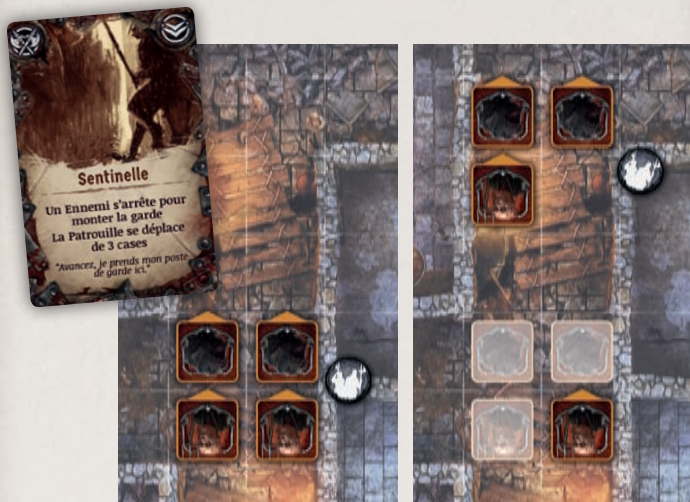 Sentinelle
Un Ennemi s'arrête pour
monter la garde
La Patrouille se déplace
de 3 cases
"Avancez, je prends mon poste
de garde ici."